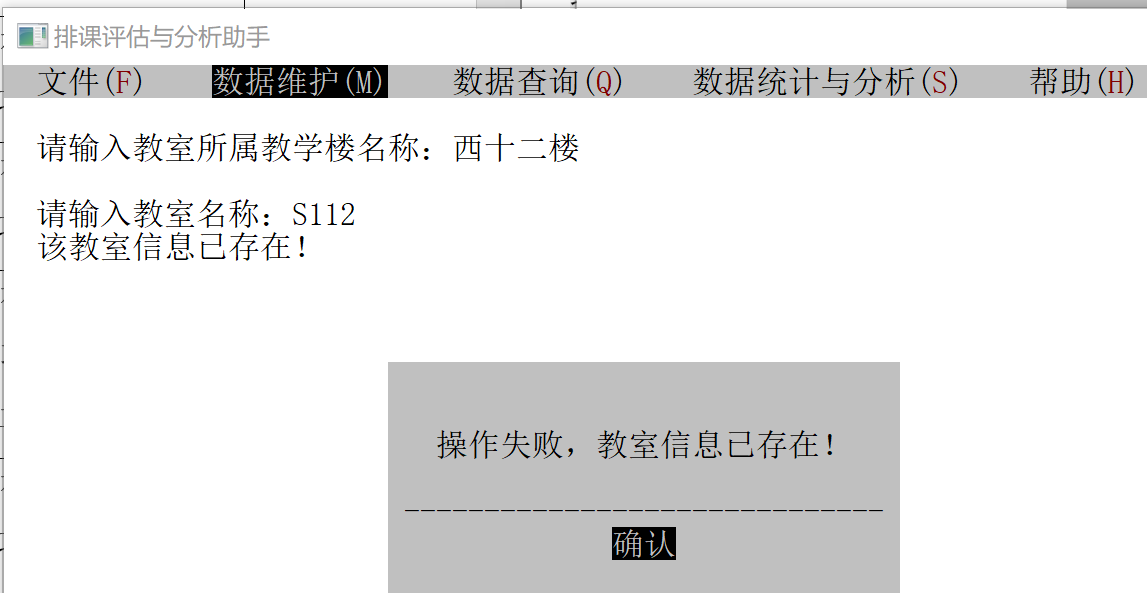 排课评估与分析助手
文件(F) 数据维护(M) 数据查询(Q) 数据统计与分析(S) 帮助(H)
请输入教室所属教学楼名称：西十二楼
请输入教室名称：S112
该教室信息已存在！
操作失败，教室信息已存在！
------------------------------
确认